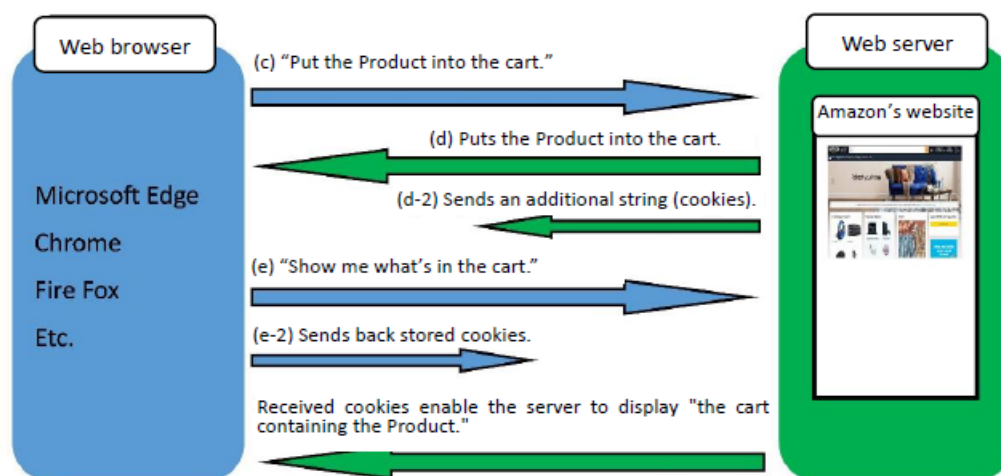 Web browser
Web server
(c) “Put the Product into the cart.”
Amazon’s website
(d) Puts the Product into the cart.
Microsoft Edge
(d-2) Sends an additional string (cookies).
Chrome
(e) “Show me what’s in the cart.”
Fire Fox
Etc.
(e-2) Sends back stored cookies.
Received cookies enable the server to display "the cart
containing the Product."